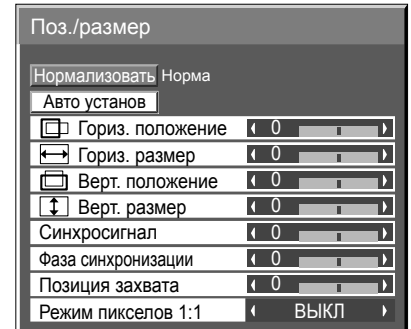 Поз./размер
Нормализовать Норма
Авто установ
Гориз. положение 0
Гориз. размер 0
Верт. положение 0
Верт. размер 0
Синхросигнал 0
Фаза синхронизации 0
Позиция захвата 0
Режим пикселов 1:1 ВЫКЛ